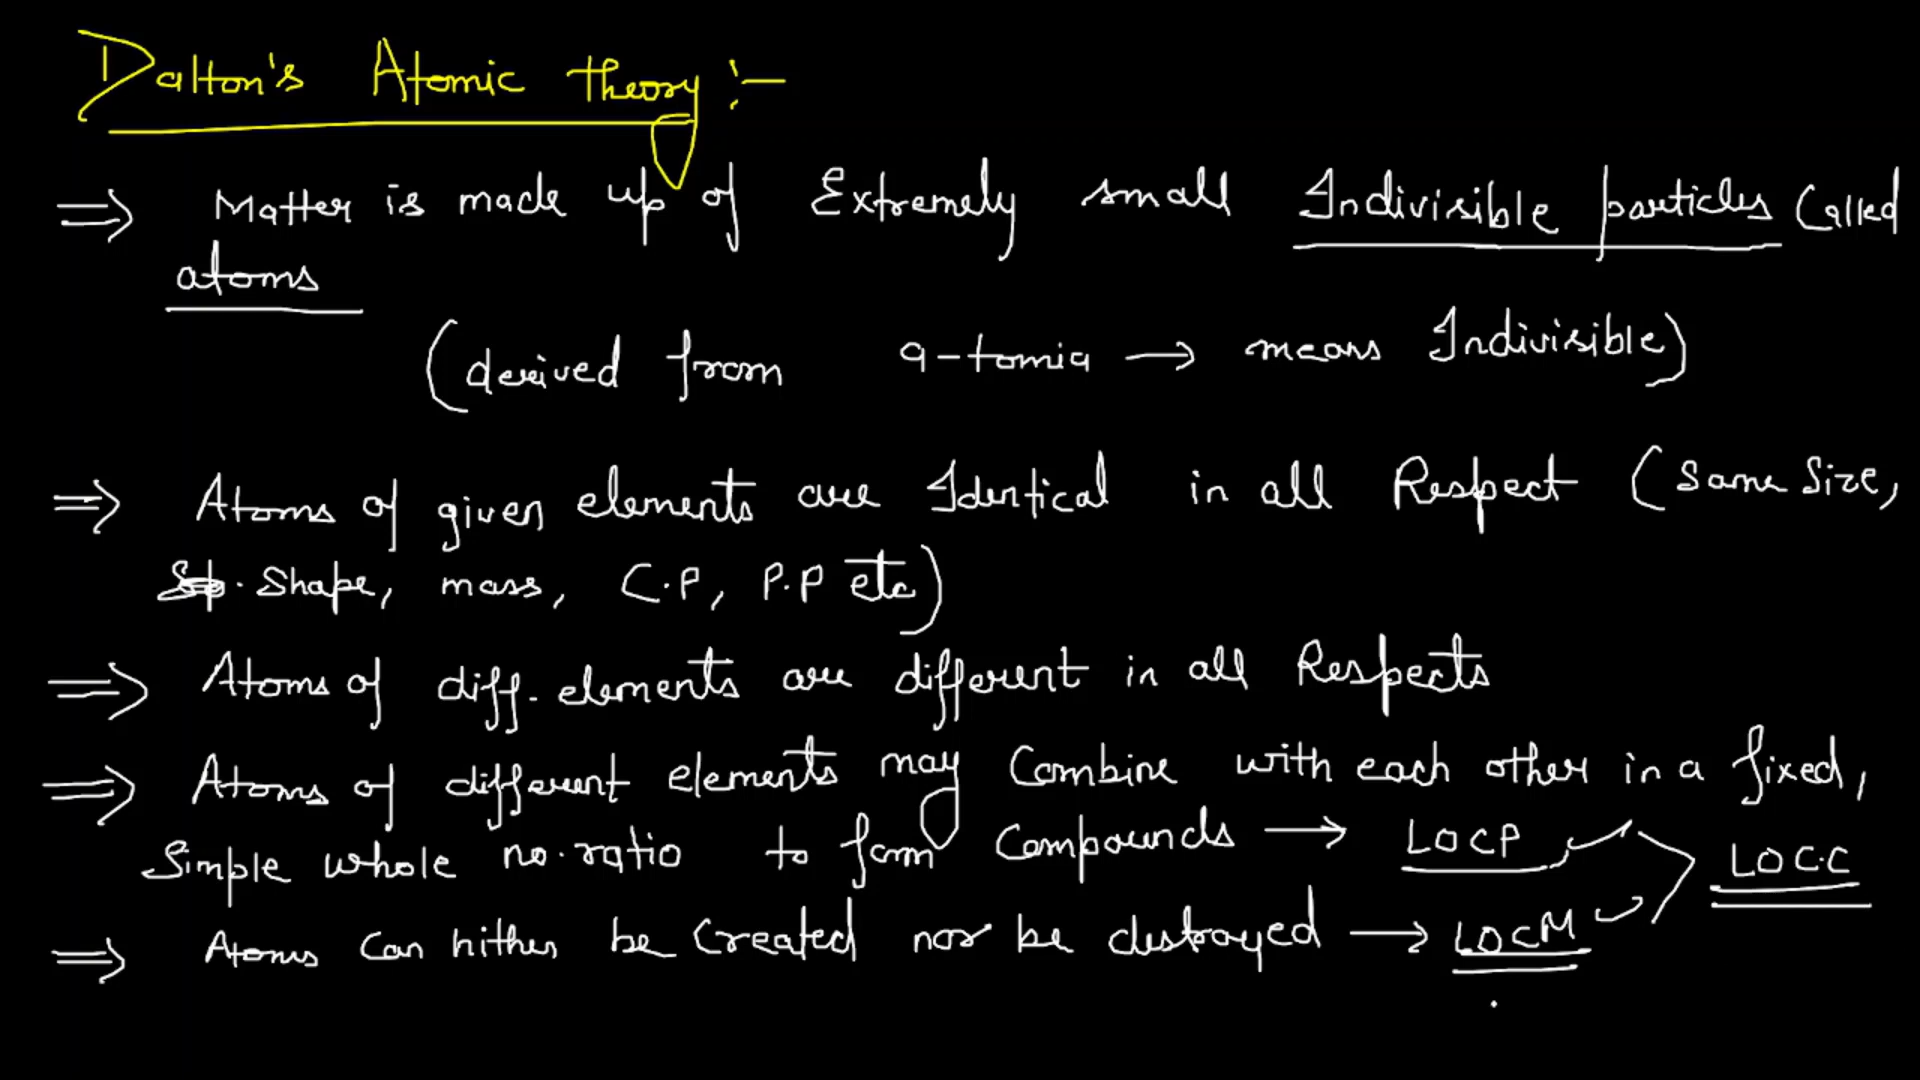 Dalton's Atomic theory :-
⇒ Matter is made up of Extremely small Indivisible particles Called
atoms
(derived from a-tomia → means Indivisible)
⇒ Atoms of given elements are Identical in all Respect (Same Size,
Shape, mass, C.P, P.P etc)
⇒ Atoms of diff. elements are different in all Respects
⇒ Atoms of different elements may Combine with each other in a fixed,
Simple whole no. ratio to form Compounds → LOCP
LOC.C
⇒ Atoms Can hither be Created nor be destroyed → LOCM